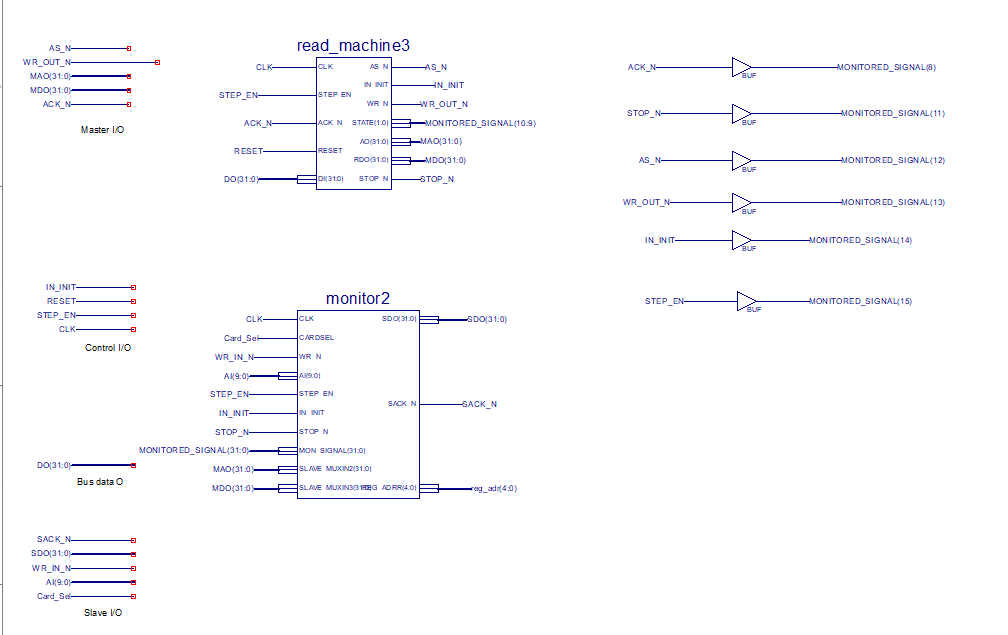 AS_N
WR_OUT_N
MAO(31:0)
MDO(31:0)
ACK_N
Master I/O
read_machine3
CLK CLK AS N AS_N
IN INIT IN_INIT
STEP_EN STEP EN WR N WR_OUT_N
ACK_N ACK N STATE(1:0) MONITORED_SIGNAL(10:9)
AO(31:0) MAO(31:0)
RESET RESET RDO(31:0) MDO(31:0)
DO(31:0) DI(31:0) STOP N STOP_N
ACK_N BUF MONITORED_SIGNAL(8)
STOP_N BUF MONITORED_SIGNAL(11)
AS_N BUF MONITORED_SIGNAL(12)
WR_OUT_N BUF MONITORED_SIGNAL(13)
IN_INIT BUF MONITORED_SIGNAL(14)
STEP_EN BUF MONITORED_SIGNAL(15)
IN_INIT
RESET
STEP_EN
CLK
Control I/O
monitor2
CLK CLK SDO(31:0) SDO(31:0)
Card_Sel CARDSEL
WR_IN_N WR N
AI(9:0) AI(9:0)
STEP_EN STEP EN
IN_INIT IN INIT SACK N SACK_N
STOP_N STOP N
MONITORED_SIGNAL(31:0) MON SIGNAL(31:0)
MAO(31:0) SLAVE MUXIN2(31:0)
MDO(31:0) SLAVE MUXIN3(31:0) REG ADRR(4:0) reg_adr(4:0)
DO(31:0)
Bus data O
SACK_N
SDO(31:0)
WR_IN_N
AI(9:0)
Card_Sel
Slave I/O